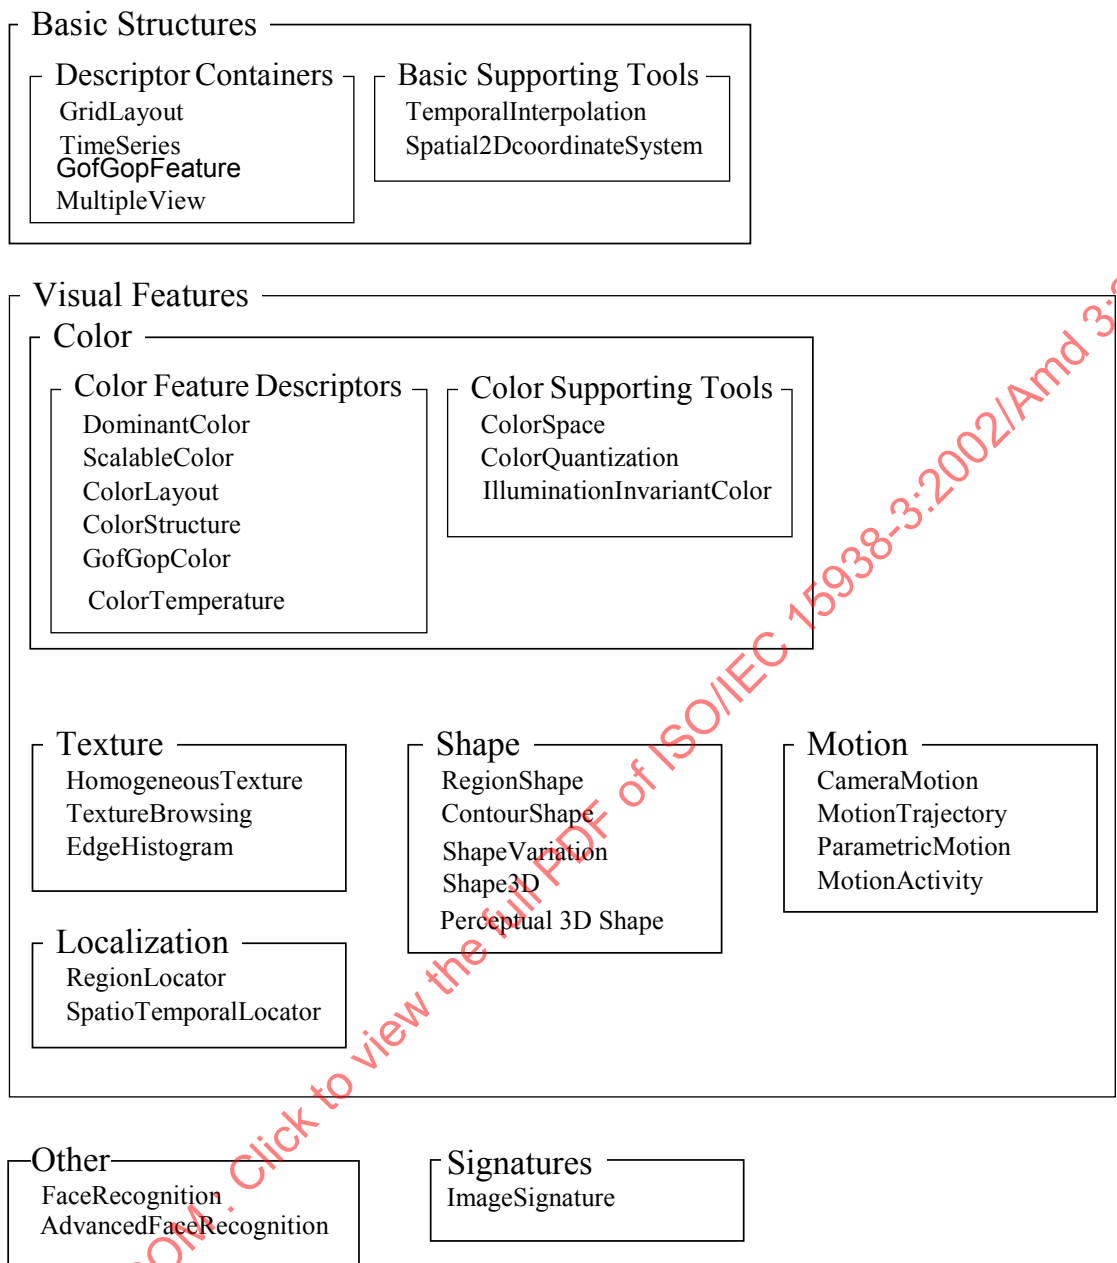 Basic Structures
Descriptor Containers
GridLayout
TimeSeries
GofGopFeature
MultipleView
Basic Supporting Tools
TemporalInterpolation
Spatial2DcoordinateSystem
Visual Features
Color
Color Feature Descriptors
DominantColor
ScalableColor
ColorLayout
ColorStructure
GofGopColor
ColorTemperature
Color Supporting Tools
ColorSpace
ColorQuantization
IlluminationInvariantColor
Texture
HomogeneousTexture
TextureBrowsing
EdgeHistogram
Shape
RegionShape
ContourShape
ShapeVariation
Shape3D
Perceptual 3D Shape
Motion
CameraMotion
MotionTrajectory
ParametricMotion
MotionActivity
Localization
RegionLocator
SpatioTemporalLocator
Other
FaceRecognition
AdvancedFaceRecognition
Signatures
ImageSignature
OM : Click to view the full PDF of ISO/IEC 15938-3:2002/Amd 3: